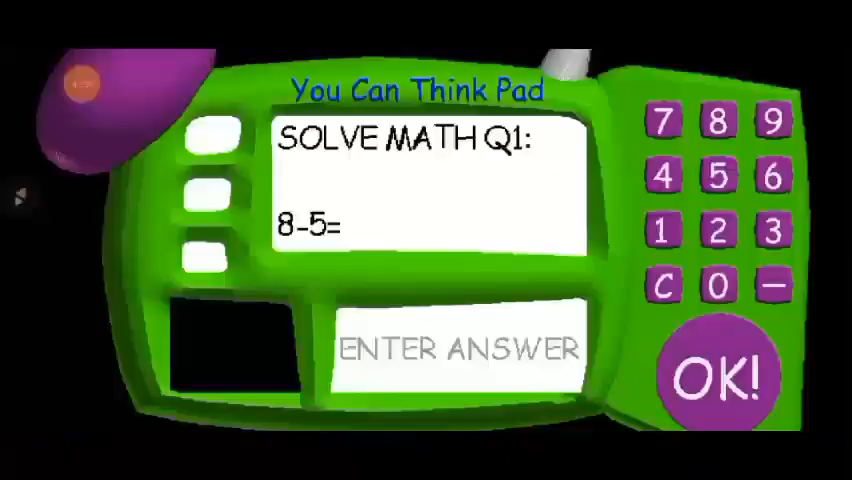 You Can Think Pad
SOLVE MATH Q1:
8-5=
ENTER ANSWER
7 8 9
4 5 6
1 2 3
C 0 −
OK!